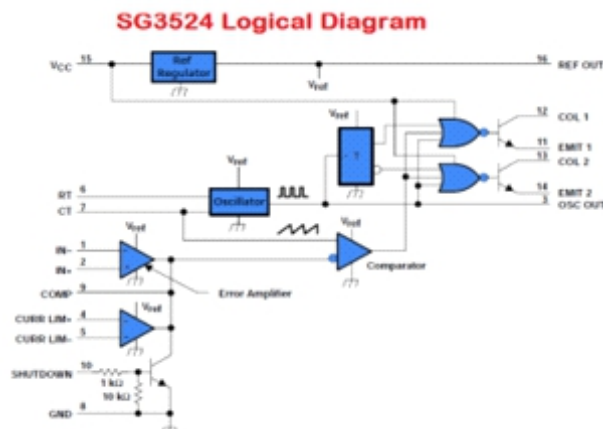 SG3524 Logical Diagram
VCC 15
Ref
Regulator
16 REF OUT
Vref
Vref
T
12 COL 1
11 EMIT 1
13 COL 2
14 EMIT 2
3 OSC OUT
Vref
RT 6
CT 7
Oscillator
Vref
Vref
IN– 1
IN+ 2
COMP 9
Error Amplifier
Comparator
CURR LIM+ 4
CURR LIM– 5
Vref
SHUTDOWN 10
1 kΩ
10 kΩ
GND 8